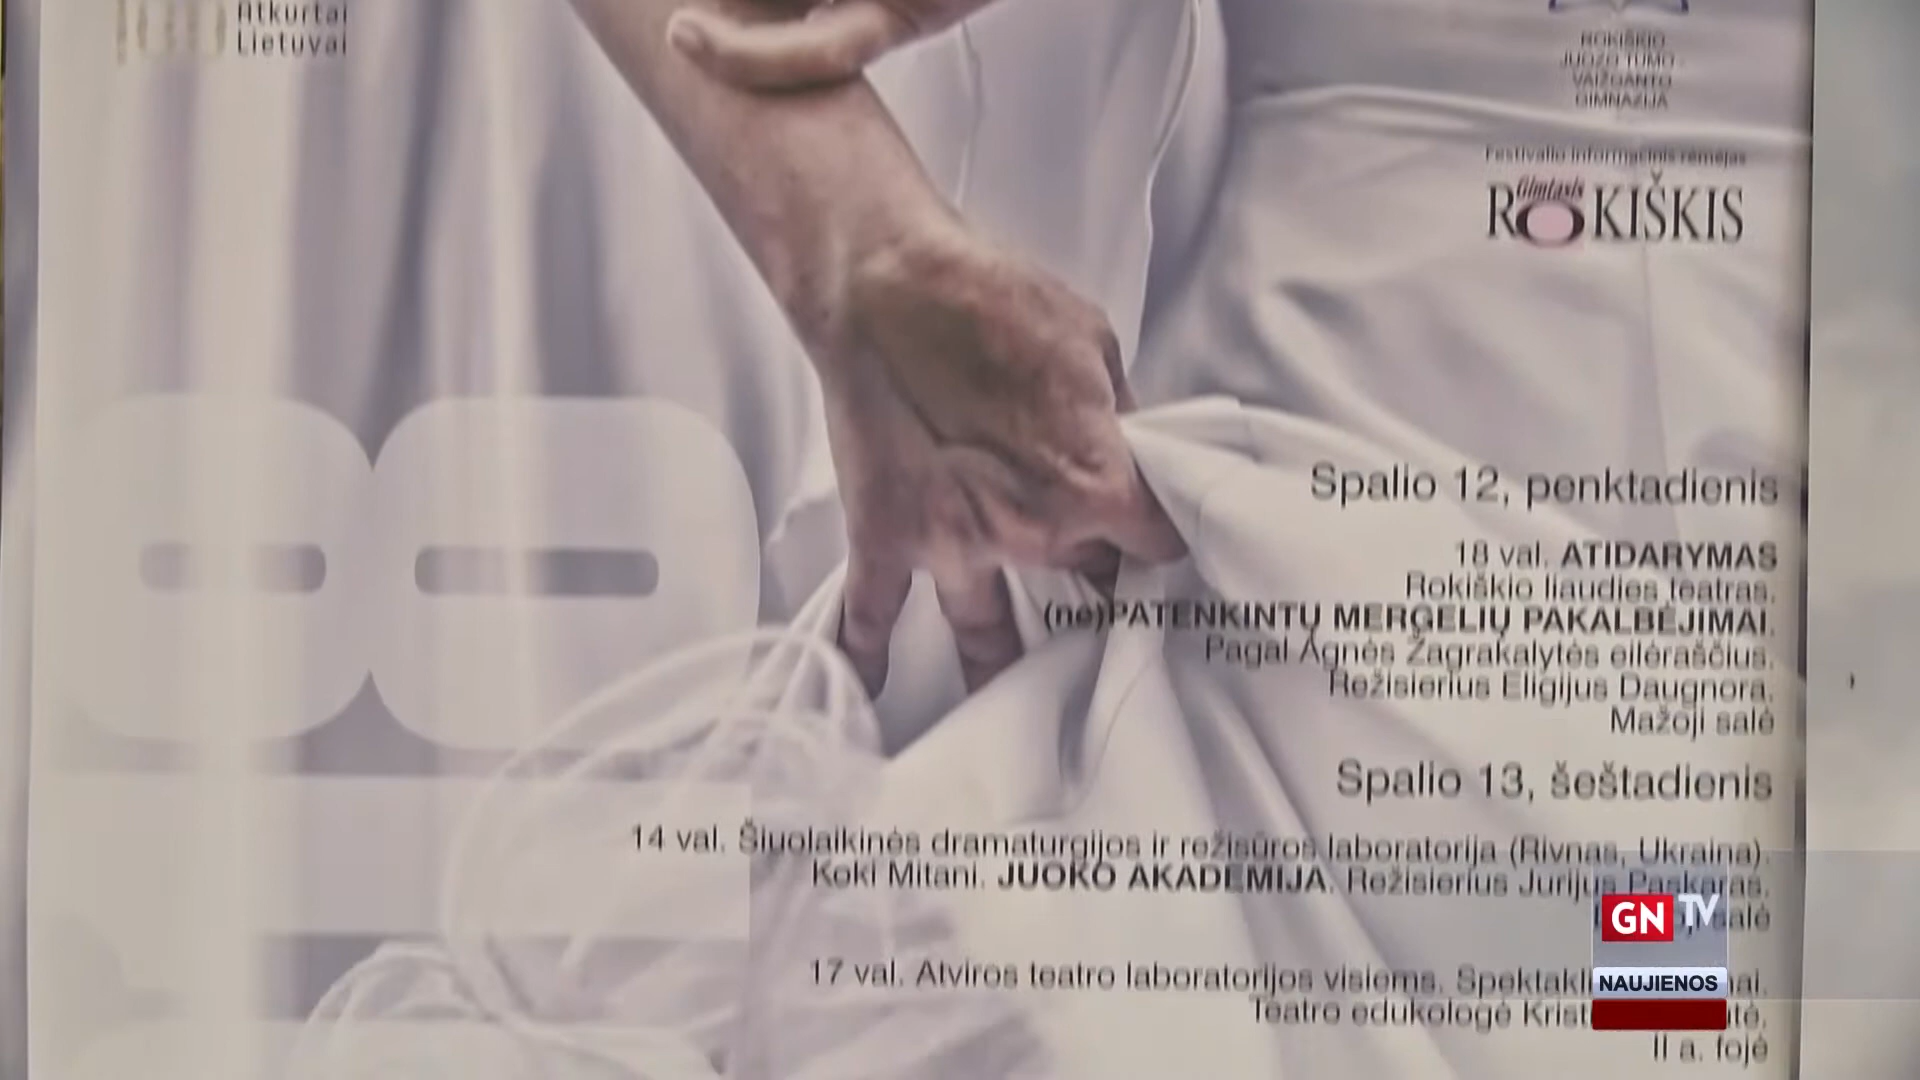 Atkurtai
Lietuvai
ROKIŠKIO
JUOZO TUMO -
VAIŽGANTO
GIMNAZIJA
Festivalio informacinis rėmėjas
Gimtasis
ROKIŠKIS
Spalio 12, penktadienis
18 val. ATIDARYMAS
Rokiškio liaudies teatras.
(ne)PATENKINTŲ MERGELIŲ PAKALBĖJIMAI.
Pagal Agnės Žagrakalytės eilėraščius.
Režisierius Eligijus Daugnora.
Mažoji salė
Spalio 13, šeštadienis
14 val. Šiuolaikinės dramaturgijos ir režisūros laboratorija (Rivnas, Ukraina).
Koki Mitani. JUOKO AKADEMIJA. Režisierius Jurijus Paskaras.
salė
17 val. Atviros teatro laboratorijos visiems.
Teatro edukologė
II a. fojė
GN TV
NAUJIENOS